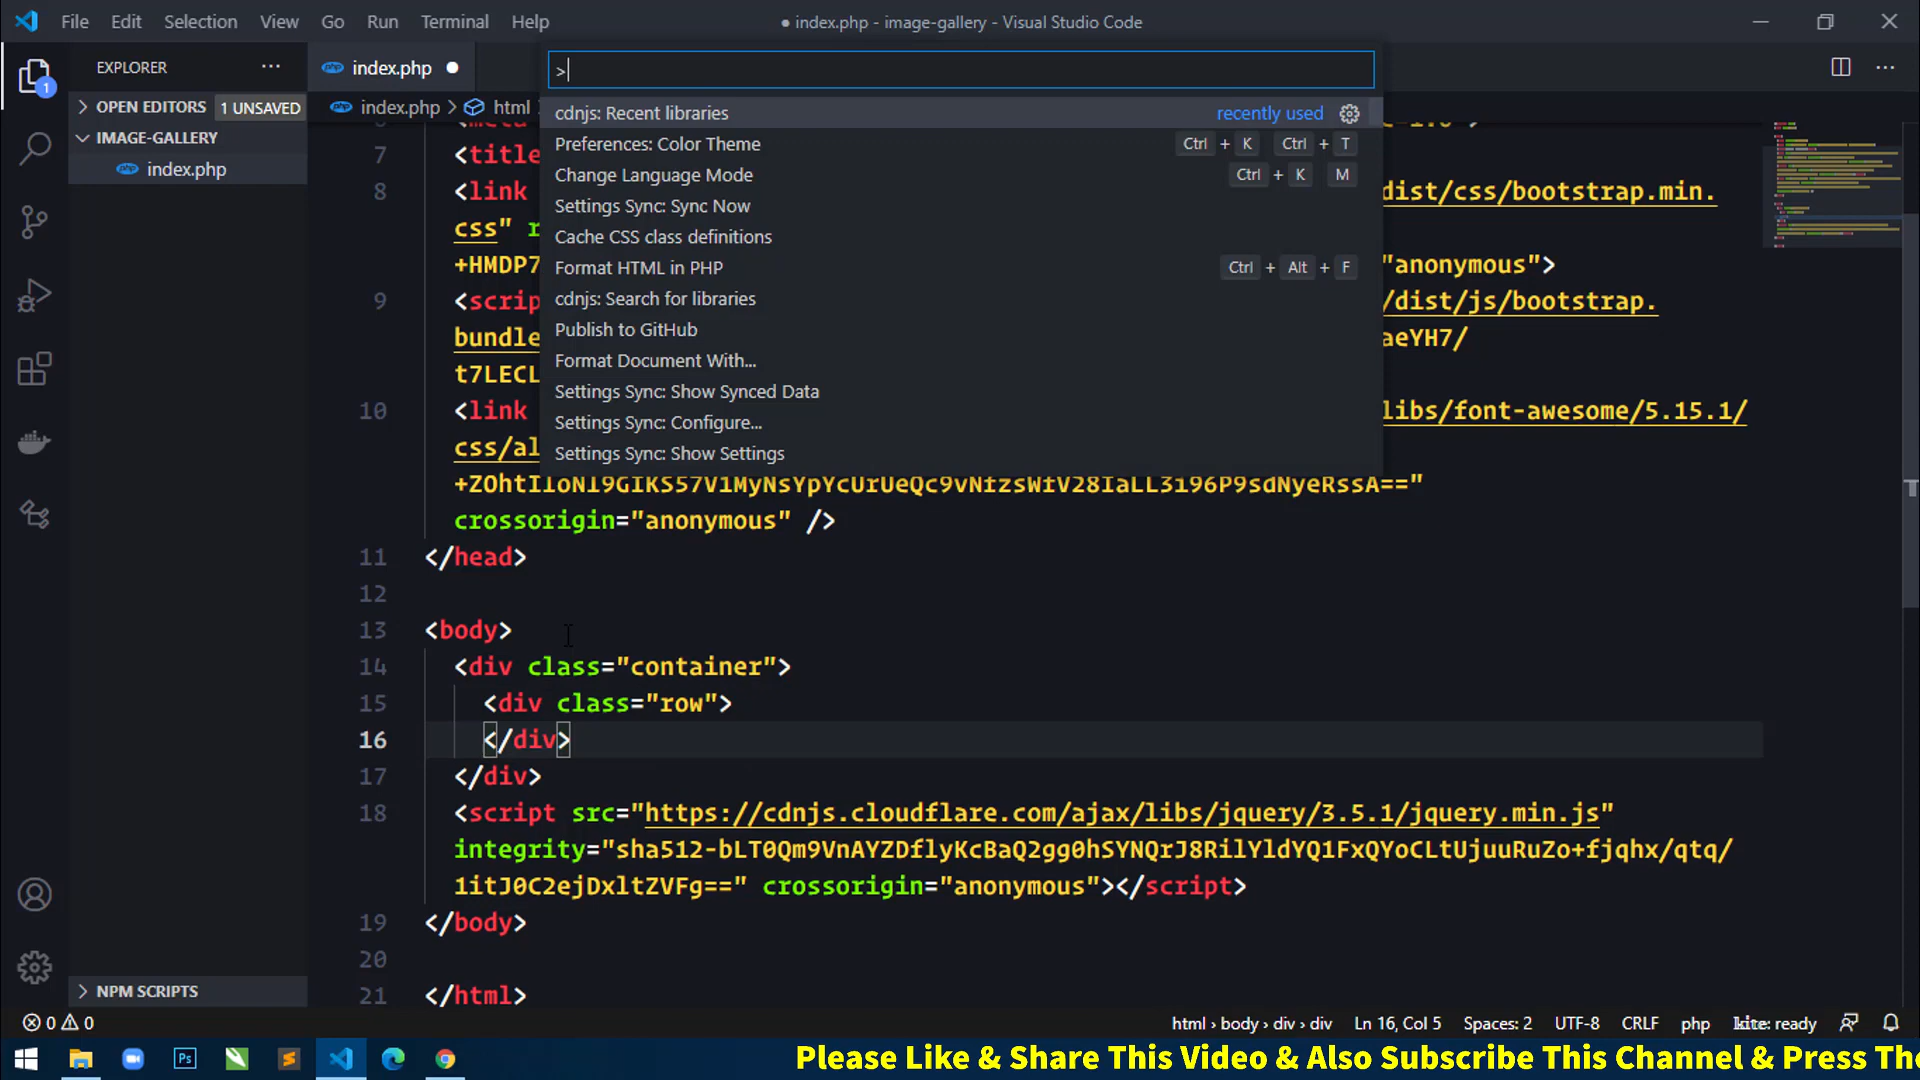 File Edit Selection View Go Run Terminal Help
● index.php - image-gallery - Visual Studio Code
EXPLORER
OPEN EDITORS 1 UNSAVED
IMAGE-GALLERY
index.php
NPM SCRIPTS
1
index.php
index.php > html
>
cdnjs: Recent libraries recently used
Preferences: Color Theme Ctrl + K Ctrl + T
Change Language Mode Ctrl + K M
Settings Sync: Sync Now
Cache CSS class definitions
Format HTML in PHP Ctrl + Alt + F
cdnjs: Search for libraries
Publish to GitHub
Format Document With...
Settings Sync: Show Synced Data
Settings Sync: Configure...
Settings Sync: Show Settings
7 <title
8 <link dist/css/bootstrap.min.
css" r
+HMDP7 "anonymous">
9 <scrip /dist/js/bootstrap.
bundle aeYH7/
t7LECL
10 <link libs/font-awesome/5.15.1/
css/al
crossorigin="anonymous" />
11 </head>
12
13 <body>
14 <div class="container">
15 <div class="row">
16 </div>
17 </div>
18 <script src="https://cdnjs.cloudflare.com/ajax/libs/jquery/3.5.1/jquery.min.js"
integrity="sha512-bLT0Qm9VnAYZDflyKcBaQ2gg0hSYNQrJ8RilYldYQ1FxQYoCLtUjuuRuZo+fjqhx/qtq/
1itJ0C2ejDxltZVFg==" crossorigin="anonymous"></script>
19 </body>
20
21 </html>
0 0
html › body › div › div Ln 16, Col 5 Spaces: 2 UTF-8 CRLF php kite: ready
Ps
Please Like & Share This Video & Also Subscribe This Channel & Press The